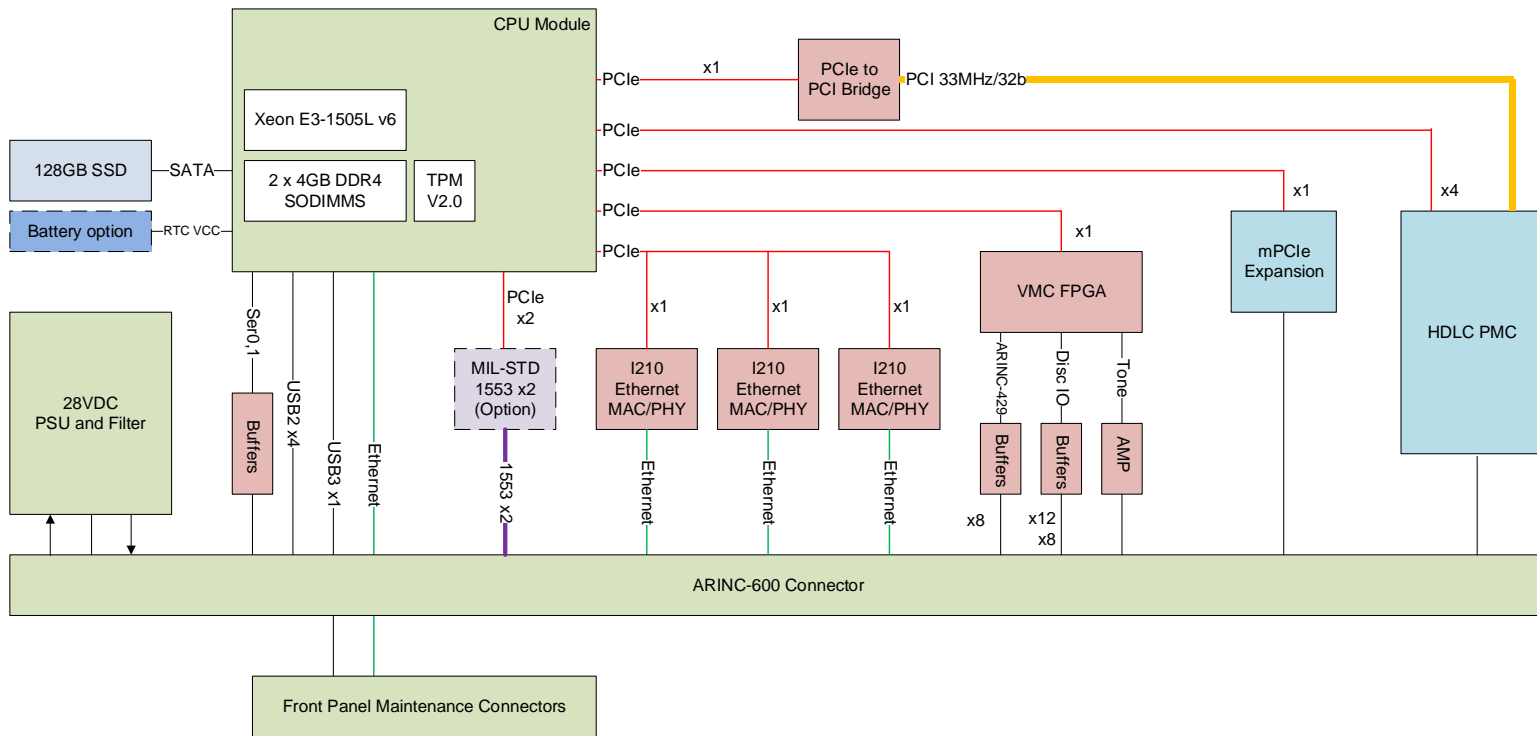 CPU Module
PCIe
x1
PCIe to
PCI Bridge
PCI 33MHz/32b
Xeon E3-1505L v6
PCIe
128GB SSD
SATA
2 x 4GB DDR4
SODIMMS
TPM
V2.0
PCIe
x1
x4
Battery option
RTC VCC
PCIe
x1
mPCIe
Expansion
PCIe
VMC FPGA
HDLC PMC
28VDC
PSU and Filter
Ser0,1
Buffers
USB2 x4
USB3 x1
Ethernet
PCIe
x2
MIL-STD
1553 x2
(Option)
1553 x2
x1
x1
x1
I210
Ethernet
MAC/PHY
I210
Ethernet
MAC/PHY
I210
Ethernet
MAC/PHY
Ethernet
Ethernet
Ethernet
ARINC-429
Disc IO
Tone
Buffers
Buffers
AMP
x8
x12
x8
ARINC-600 Connector
Front Panel Maintenance Connectors